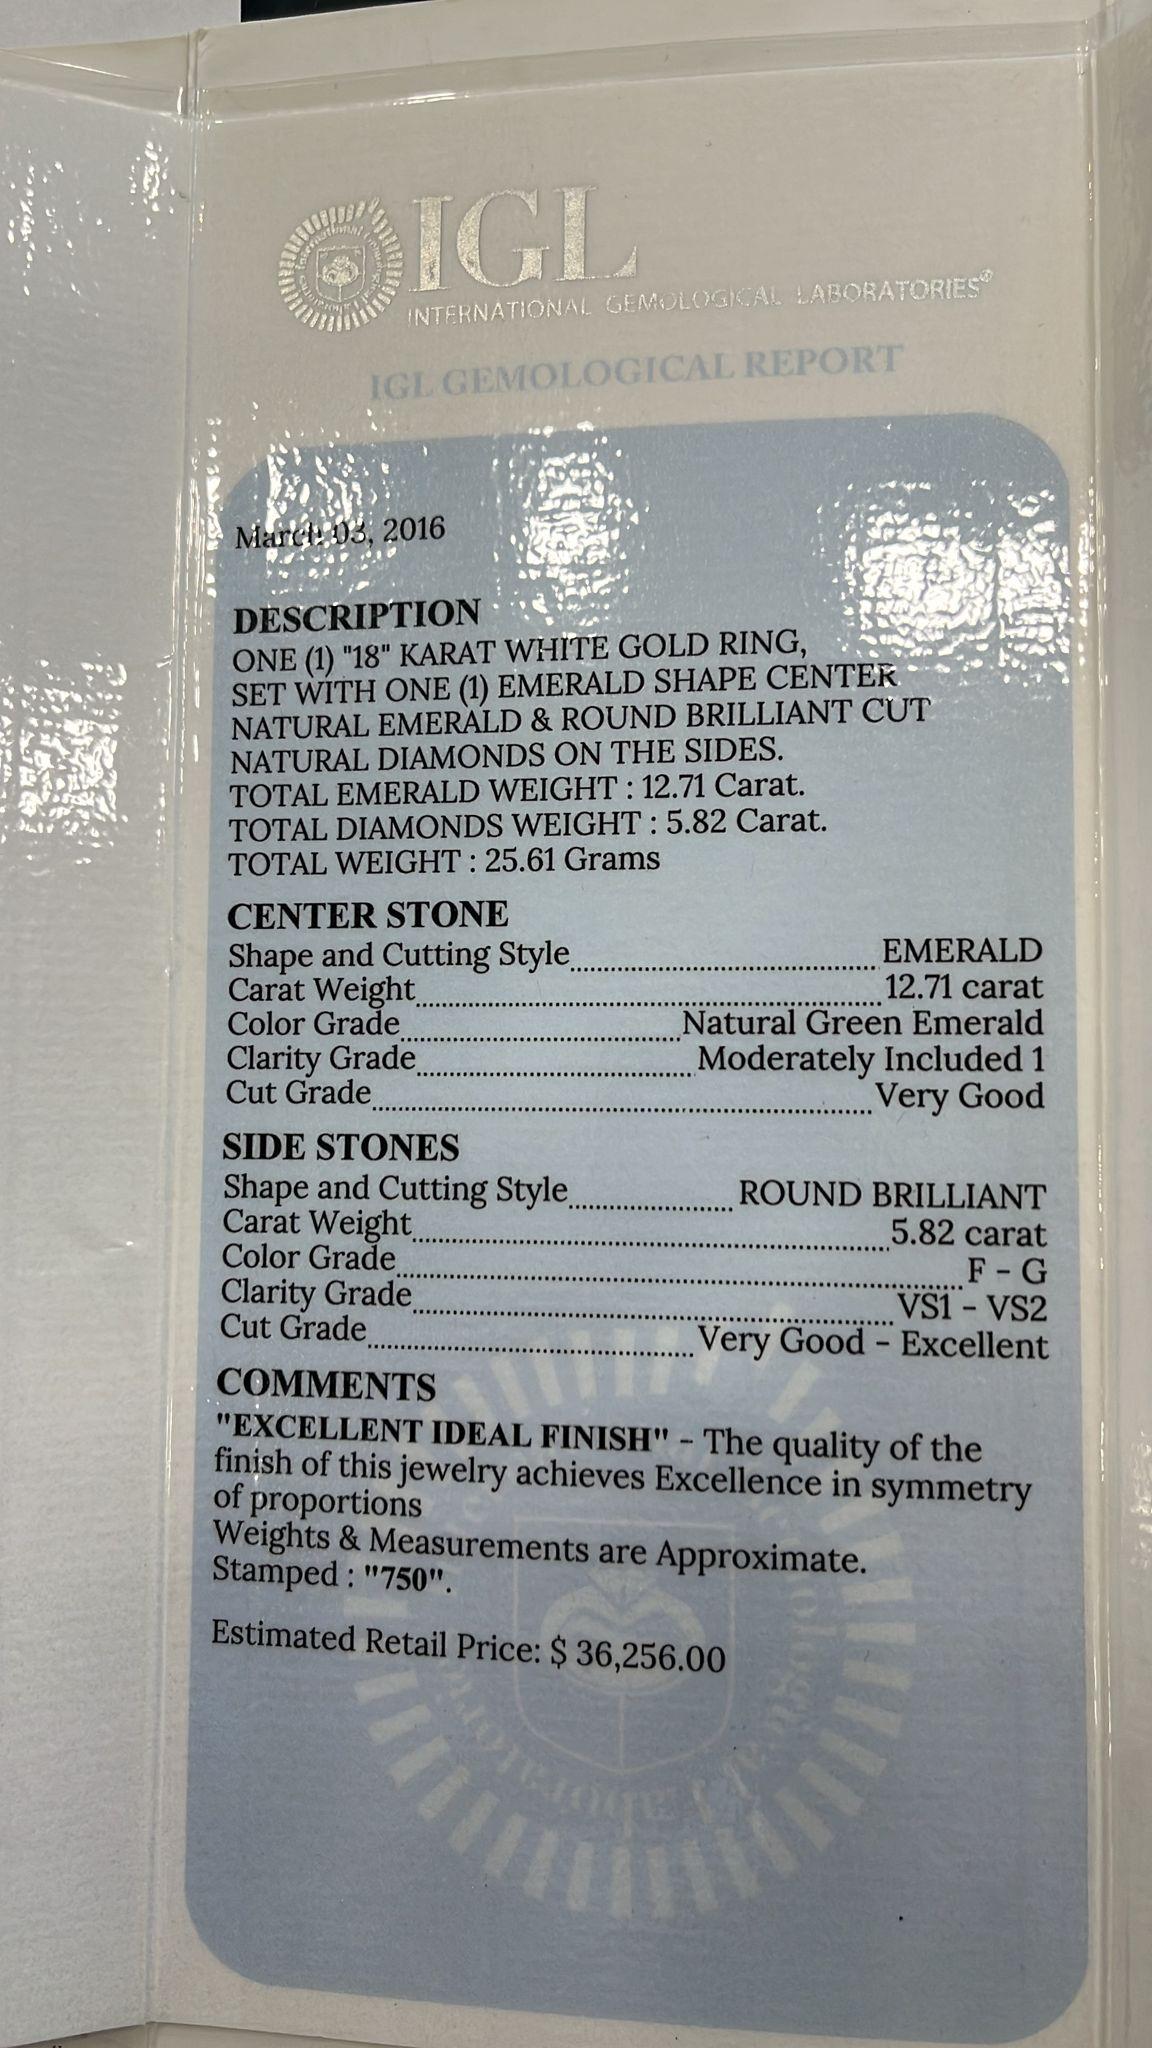 IGL
INTERNATIONAL GEMOLOGICAL LABORATORIES®
IGL GEMOLOGICAL REPORT
March 03, 2016
DESCRIPTION
ONE (1) "18" KARAT WHITE GOLD RING,
SET WITH ONE (1) EMERALD SHAPE CENTER
NATURAL EMERALD & ROUND BRILLIANT CUT
NATURAL DIAMONDS ON THE SIDES.
TOTAL EMERALD WEIGHT : 12.71 Carat.
TOTAL DIAMONDS WEIGHT : 5.82 Carat.
TOTAL WEIGHT : 25.61 Grams
CENTER STONE
Shape and Cutting Style EMERALD
Carat Weight 12.71 carat
Color Grade Natural Green Emerald
Clarity Grade Moderately Included 1
Cut Grade Very Good
SIDE STONES
Shape and Cutting Style ROUND BRILLIANT
Carat Weight 5.82 carat
Color Grade F - G
Clarity Grade VS1 - VS2
Cut Grade Very Good - Excellent
COMMENTS
"EXCELLENT IDEAL FINISH" - The quality of the
finish of this jewelry achieves Excellence in symmetry
of proportions
Weights & Measurements are Approximate.
Stamped : "750".
Estimated Retail Price: $ 36,256.00